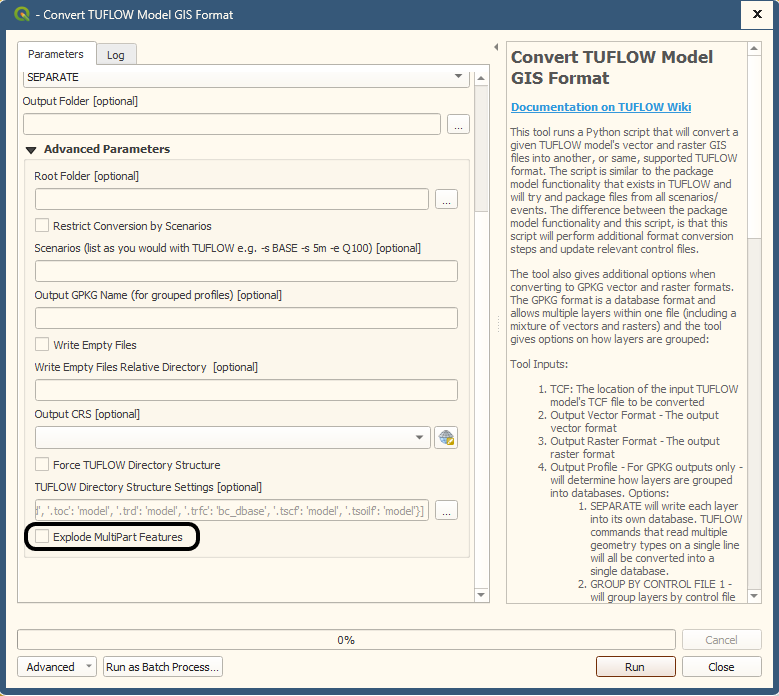 - Convert TUFLOW Model GIS Format
X
Parameters
Log
SEPARATE
Output Folder [optional]
...
Advanced Parameters
Root Folder [optional]
...
Restrict Conversion by Scenarios
Scenarios (list as you would with TUFLOW e.g. -s BASE -s 5m -e Q100) [optional]
Output GPKG Name (for grouped profiles) [optional]
Write Empty Files
Write Empty Files Relative Directory [optional]
Output CRS [optional]
Force TUFLOW Directory Structure
TUFLOW Directory Structure Settings [optional]
', '.toc': 'model', '.trd': 'model', '.trfc': 'bc_dbase', '.tscf': 'model', '.tsoilf': 'model'}]
...
Explode MultiPart Features
Convert TUFLOW Model
GIS Format
Documentation on TUFLOW Wiki
This tool runs a Python script that will convert a
given TUFLOW model's vector and raster GIS
files into another, or same, supported TUFLOW
format. The script is similar to the package
model functionality that exists in TUFLOW and
will try and package files from all scenarios/
events. The difference between the package
model functionality and this script, is that this
script will perform additional format conversion
steps and update relevant control files.
The tool also gives additional options when
converting to GPKG vector and raster formats.
The GPKG format is a database format and
allows multiple layers within one file (including a
mixture of vectors and rasters) and the tool
gives options on how layers are grouped:
Tool Inputs:
1. TCF: The location of the input TUFLOW
model's TCF file to be converted
2. Output Vector Format - The output
vector format
3. Output Raster Format - The output
raster format
4. Output Profile - For GPKG outputs only -
will determine how layers are grouped
into databases. Options:
1. SEPARATE will write each layer
into its own database. TUFLOW
commands that read multiple
geometry types on a single line
will all be converted into a
single database.
2. GROUP BY CONTROL FILE 1 -
will group layers by control file
0%
Cancel
Advanced
Run as Batch Process...
Run
Close